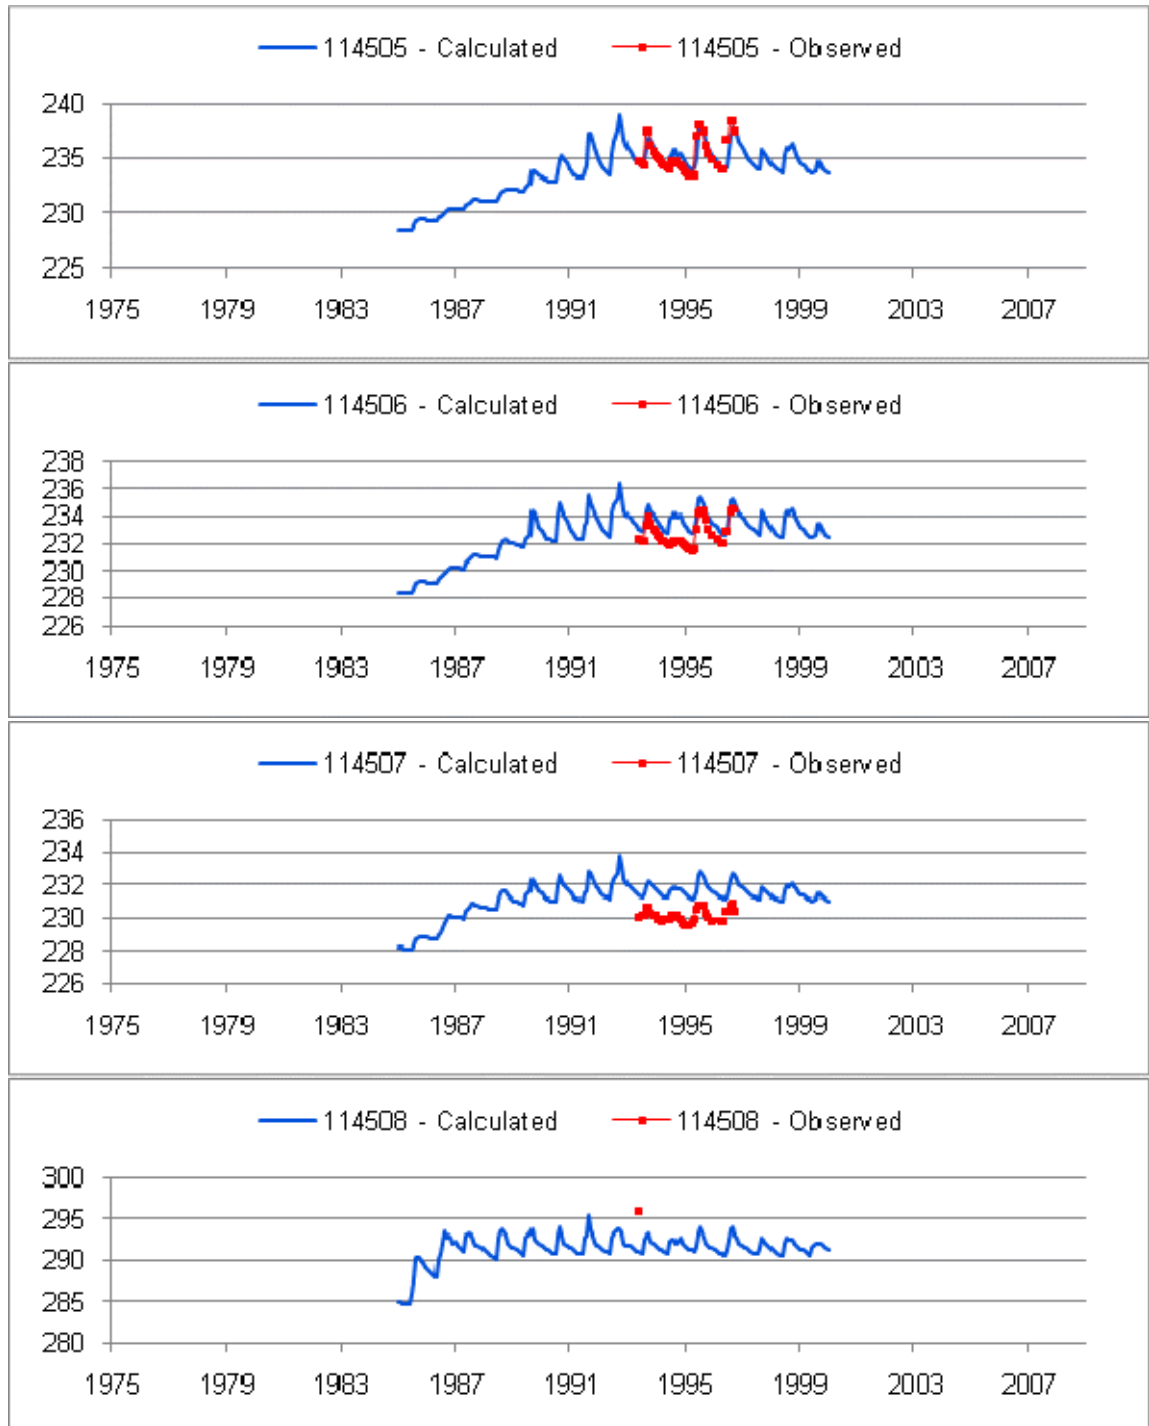 114505 - Calculated 114505 - Observed
240
235
230
225
1975 1979 1983 1987 1991 1995 1999 2003 2007
114506 - Calculated 114506 - Observed
238
236
234
232
230
228
226
1975 1979 1983 1987 1991 1995 1999 2003 2007
114507 - Calculated 114507 - Observed
236
234
232
230
228
226
1975 1979 1983 1987 1991 1995 1999 2003 2007
114508 - Calculated 114508 - Observed
300
295
290
285
280
1975 1979 1983 1987 1991 1995 1999 2003 2007